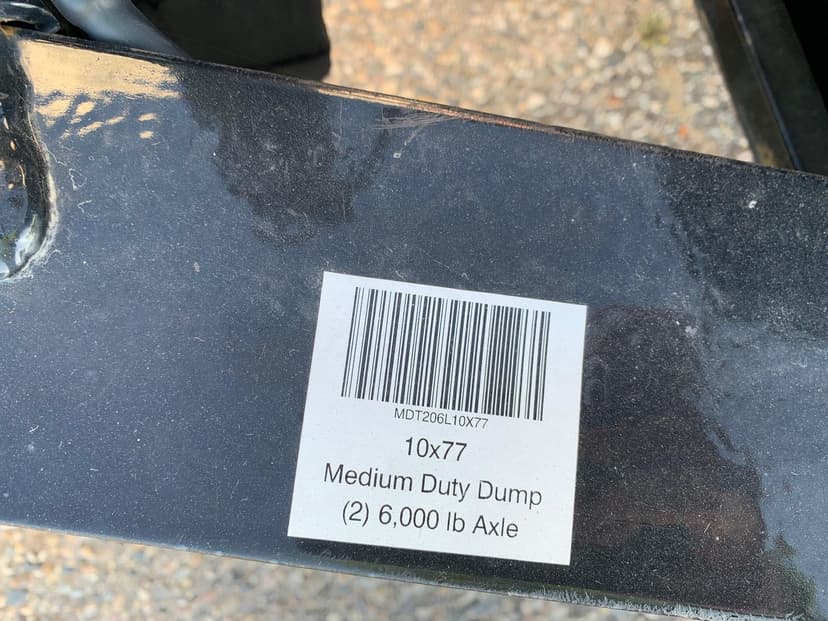 MDT206L10X77
10x77
Medium Duty Dump
(2) 6,000 lb Axle